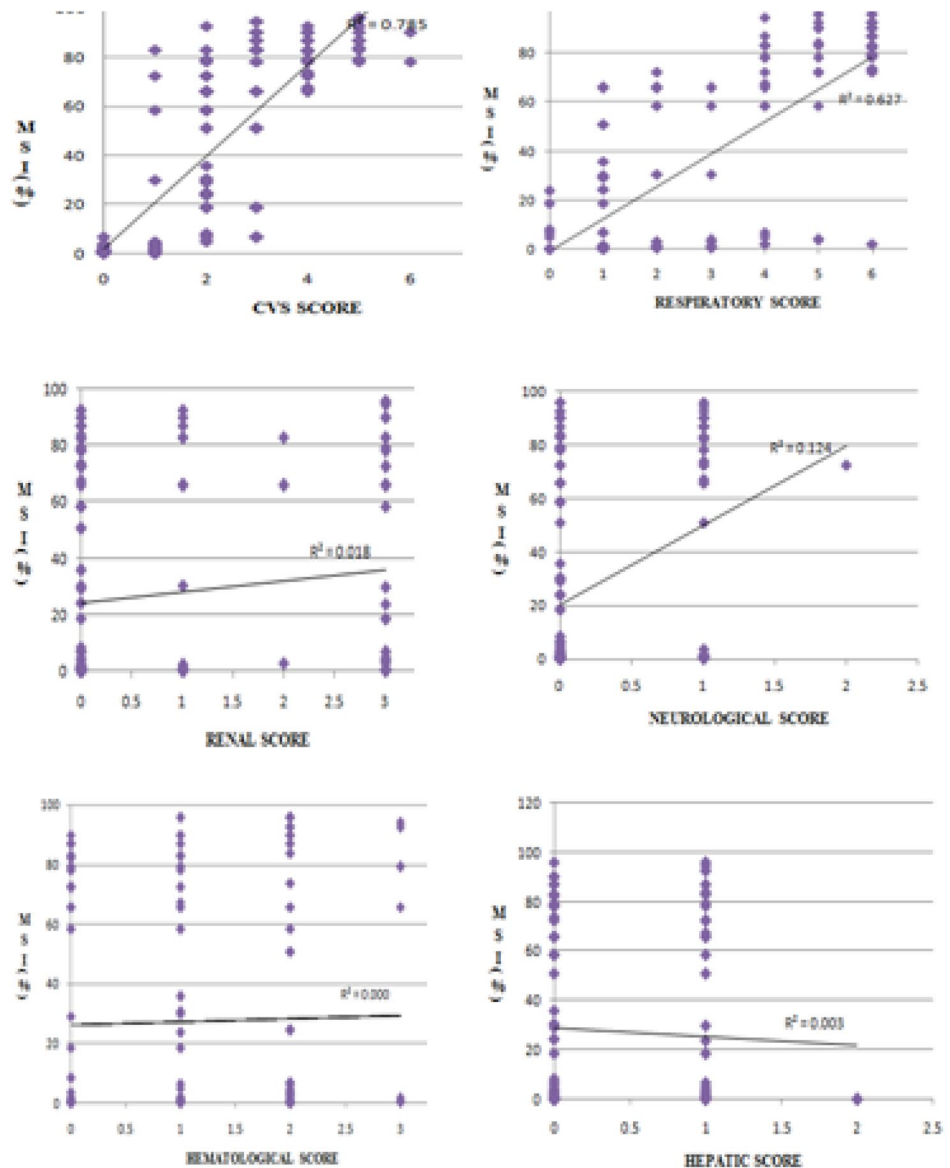 R² = 0.785
80
60
40
20
0
0 2 4 6
MSI (%)
CVS SCORE
80
60
40
20
0
0 1 2 3 4 5 6
MSI (%)
R² = 0.627
RESPIRATORY SCORE
100
80
60
40
20
0
0 0.5 1 1.5 2 2.5 3
MSI (%)
R² = 0.018
RENAL SCORE
100
80
60
40
20
0
0 0.5 1 1.5 2 2.5
MSI (%)
R² = 0.124
NEUROLOGICAL SCORE
100
80
60
40
20
0
0 0.5 1 1.5 2 2.5 3
MSI (%)
R² = 0.000
HEMATOLOGICAL SCORE
120
100
80
60
40
20
0
0 0.5 1 1.5 2 2.5
MSI (%)
R² = 0.003
HEPATIC SCORE